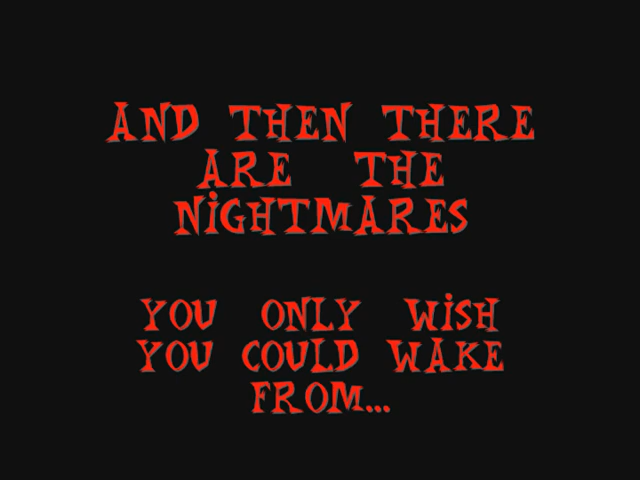 AND THEN THERE
ARE THE
NIGHTMARES
YOU ONLY WISH
YOU COULD WAKE
FROM...